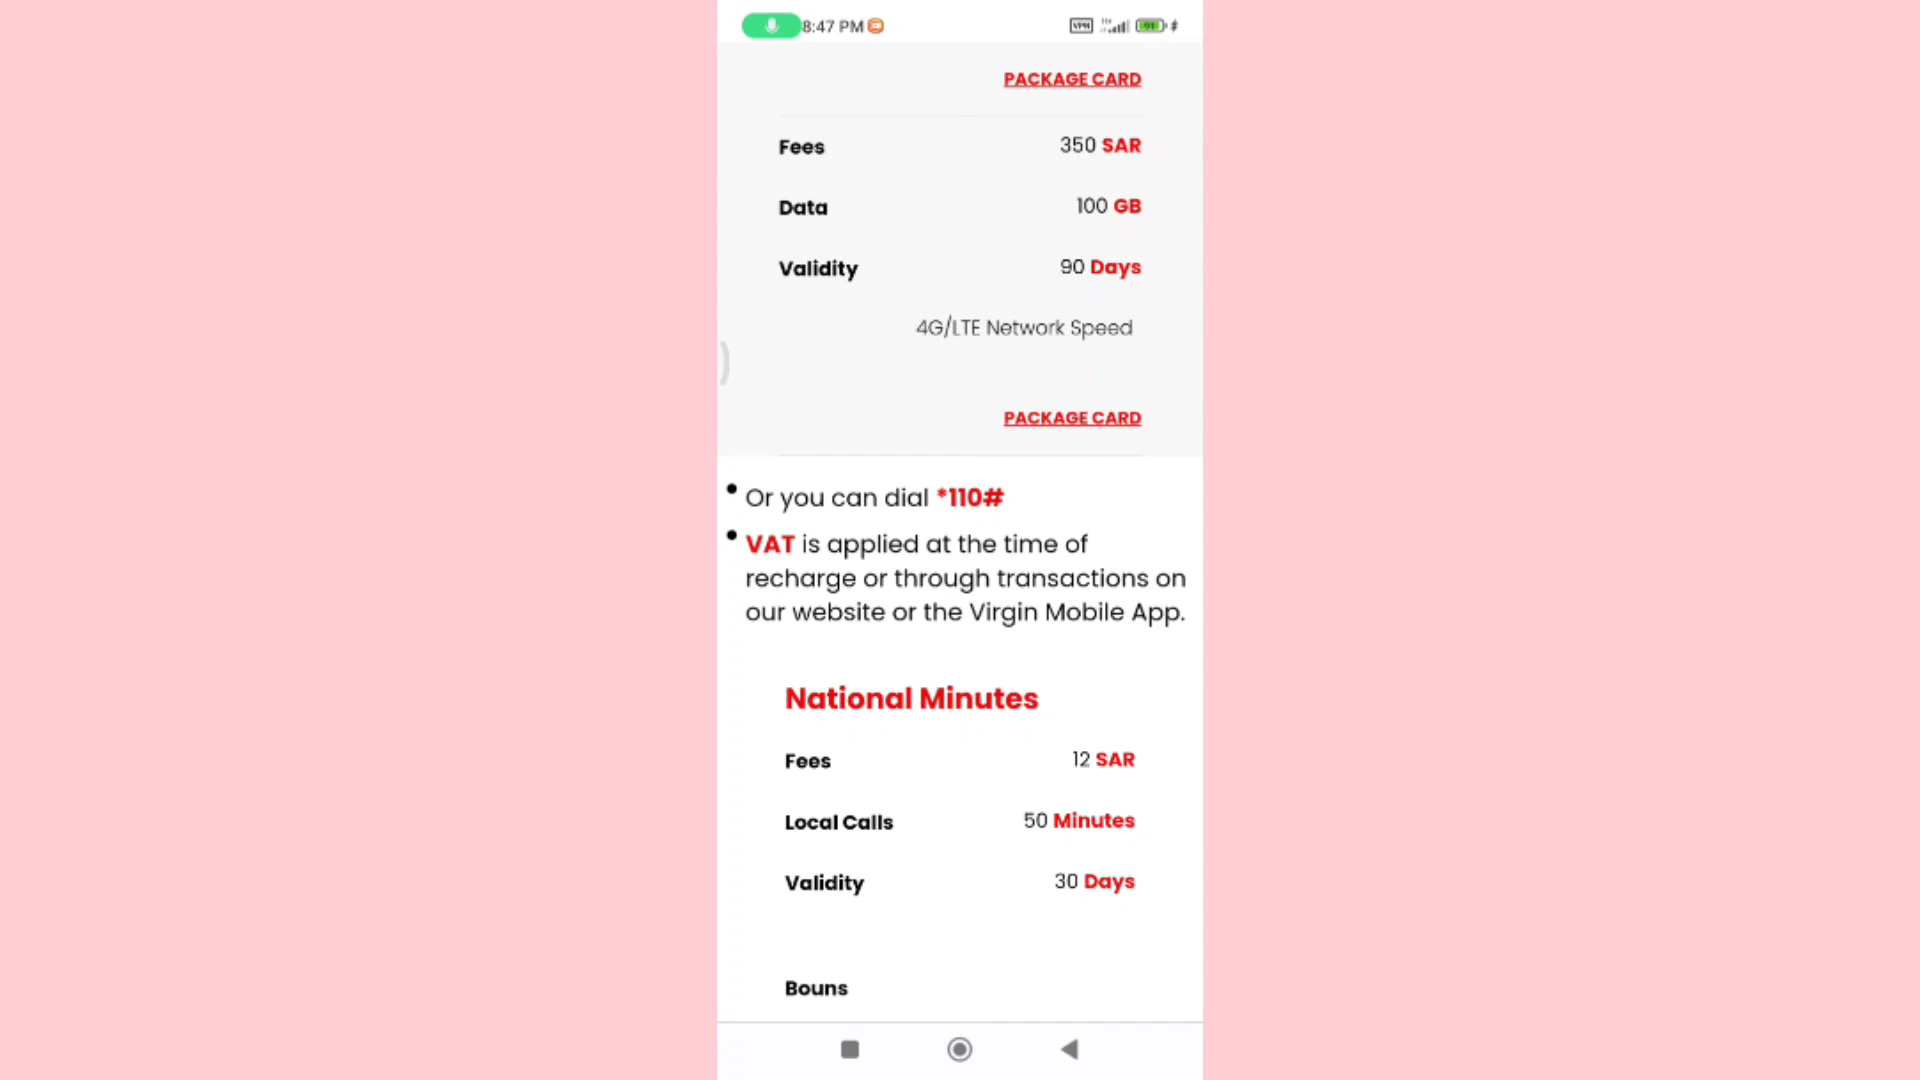 8:47 PM
VPN
91
PACKAGE CARD
Fees 350 SAR
Data 100 GB
Validity 90 Days
4G/LTE Network Speed
PACKAGE CARD
• Or you can dial *110#
• VAT is applied at the time of
recharge or through transactions on
our website or the Virgin Mobile App.
National Minutes
Fees 12 SAR
Local Calls 50 Minutes
Validity 30 Days
Bouns